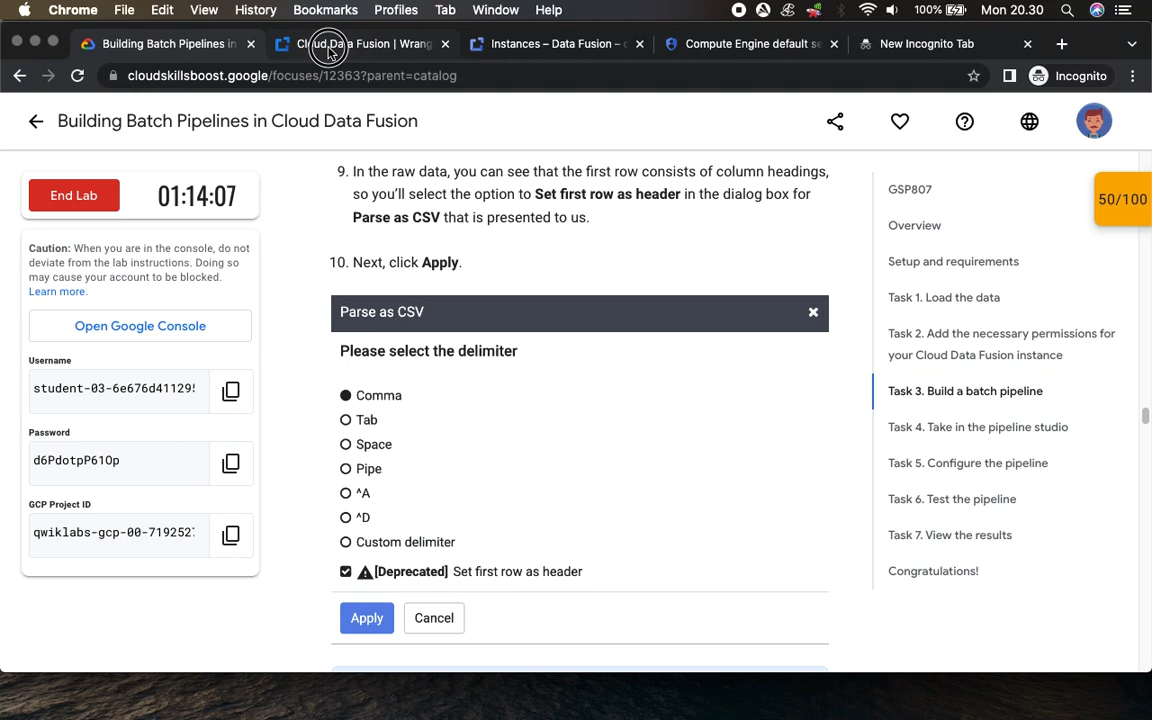 Chrome File Edit View History Bookmarks Profiles Tab Window Help 100% Mon 20.30
Building Batch Pipelines in Cloud Data Fusion | Wrang Instances – Data Fusion – Compute Engine default se New Incognito Tab
cloudskillsboost.google/focuses/12363?parent=catalog Incognito
Building Batch Pipelines in Cloud Data Fusion
End Lab 01:14:07
Caution: When you are in the console, do not
deviate from the lab instructions. Doing so
may cause your account to be blocked.
Learn more.
Open Google Console
Username
student-03-6e676d41129
Password
d6PdotpP61Op
GCP Project ID
qwiklabs-gcp-00-719252
9. In the raw data, you can see that the first row consists of column headings,
so you'll select the option to Set first row as header in the dialog box for
Parse as CSV that is presented to us.
10. Next, click Apply.
Parse as CSV
Please select the delimiter
Comma
Tab
Space
Pipe
^A
^D
Custom delimiter
[Deprecated] Set first row as header
Apply Cancel
GSP807
Overview
Setup and requirements
Task 1. Load the data
Task 2. Add the necessary permissions for
your Cloud Data Fusion instance
Task 3. Build a batch pipeline
Task 4. Take in the pipeline studio
Task 5. Configure the pipeline
Task 6. Test the pipeline
Task 7. View the results
Congratulations!
50/100